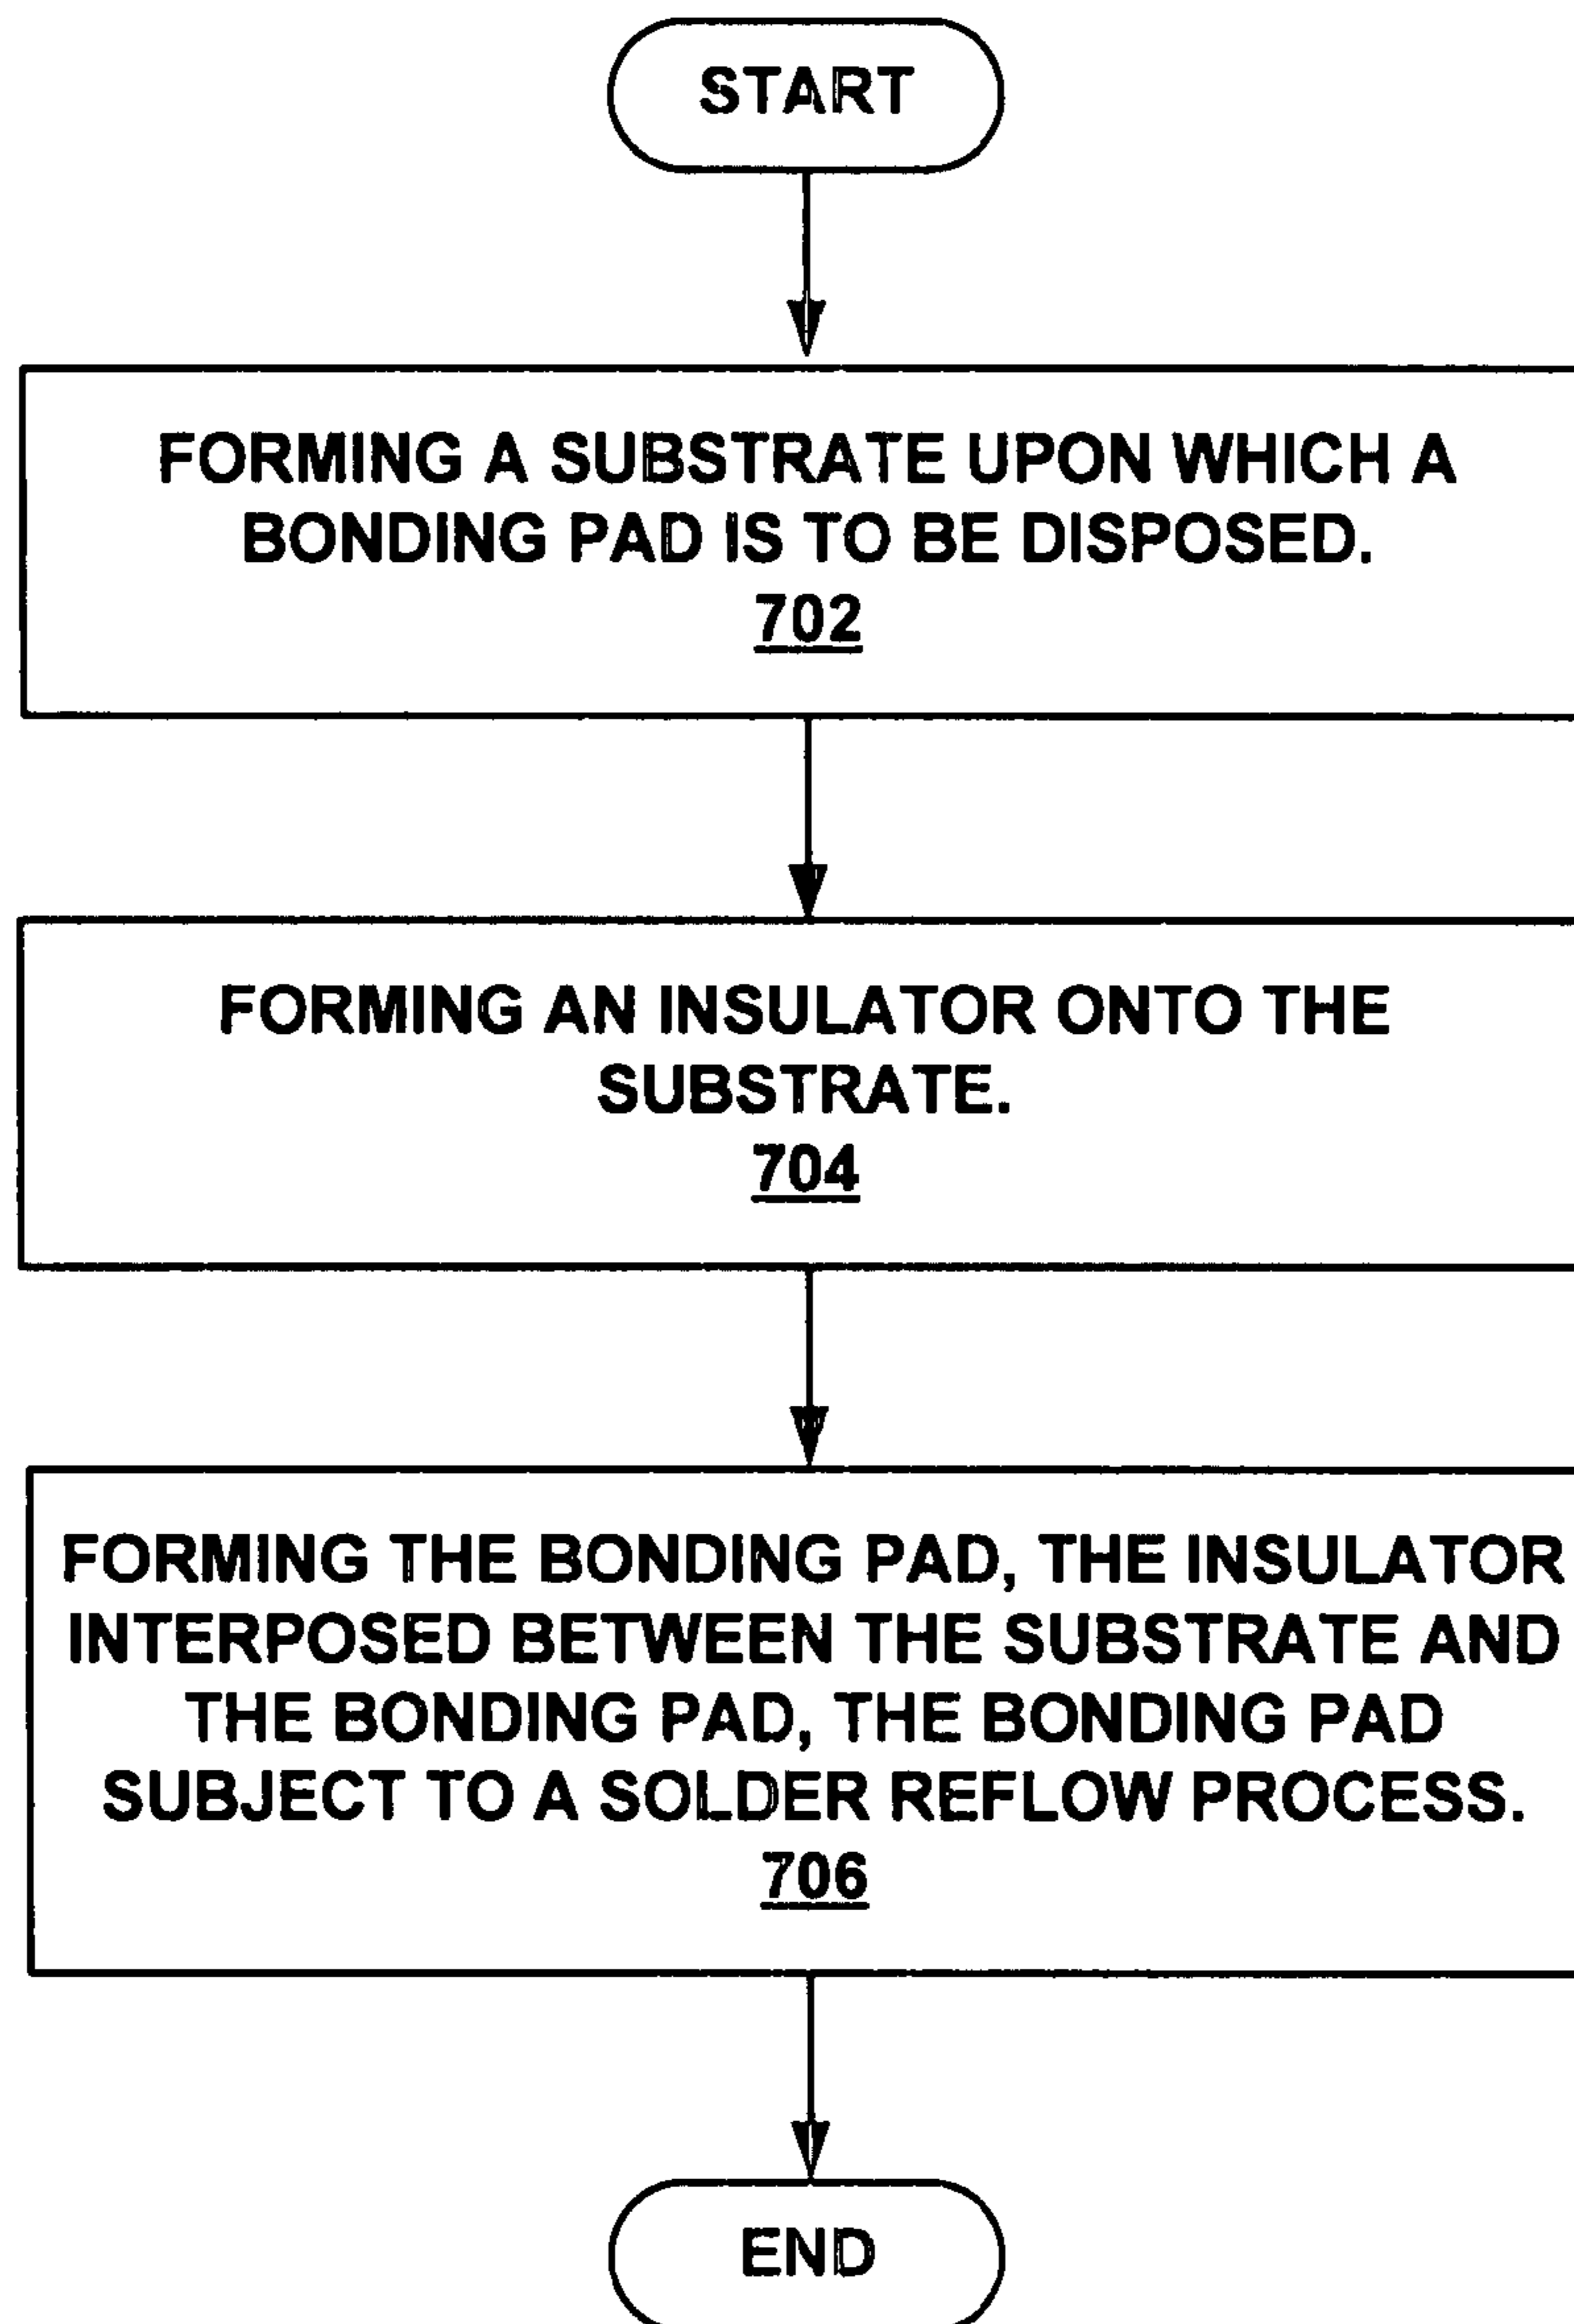 START
FORMING A SUBSTRATE UPON WHICH A
BONDING PAD IS TO BE DISPOSED.
702
FORMING AN INSULATOR ONTO THE
SUBSTRATE.
704
FORMING THE BONDING PAD, THE INSULATOR
INTERPOSED BETWEEN THE SUBSTRATE AND
THE BONDING PAD, THE BONDING PAD
SUBJECT TO A SOLDER REFLOW PROCESS.
706
END